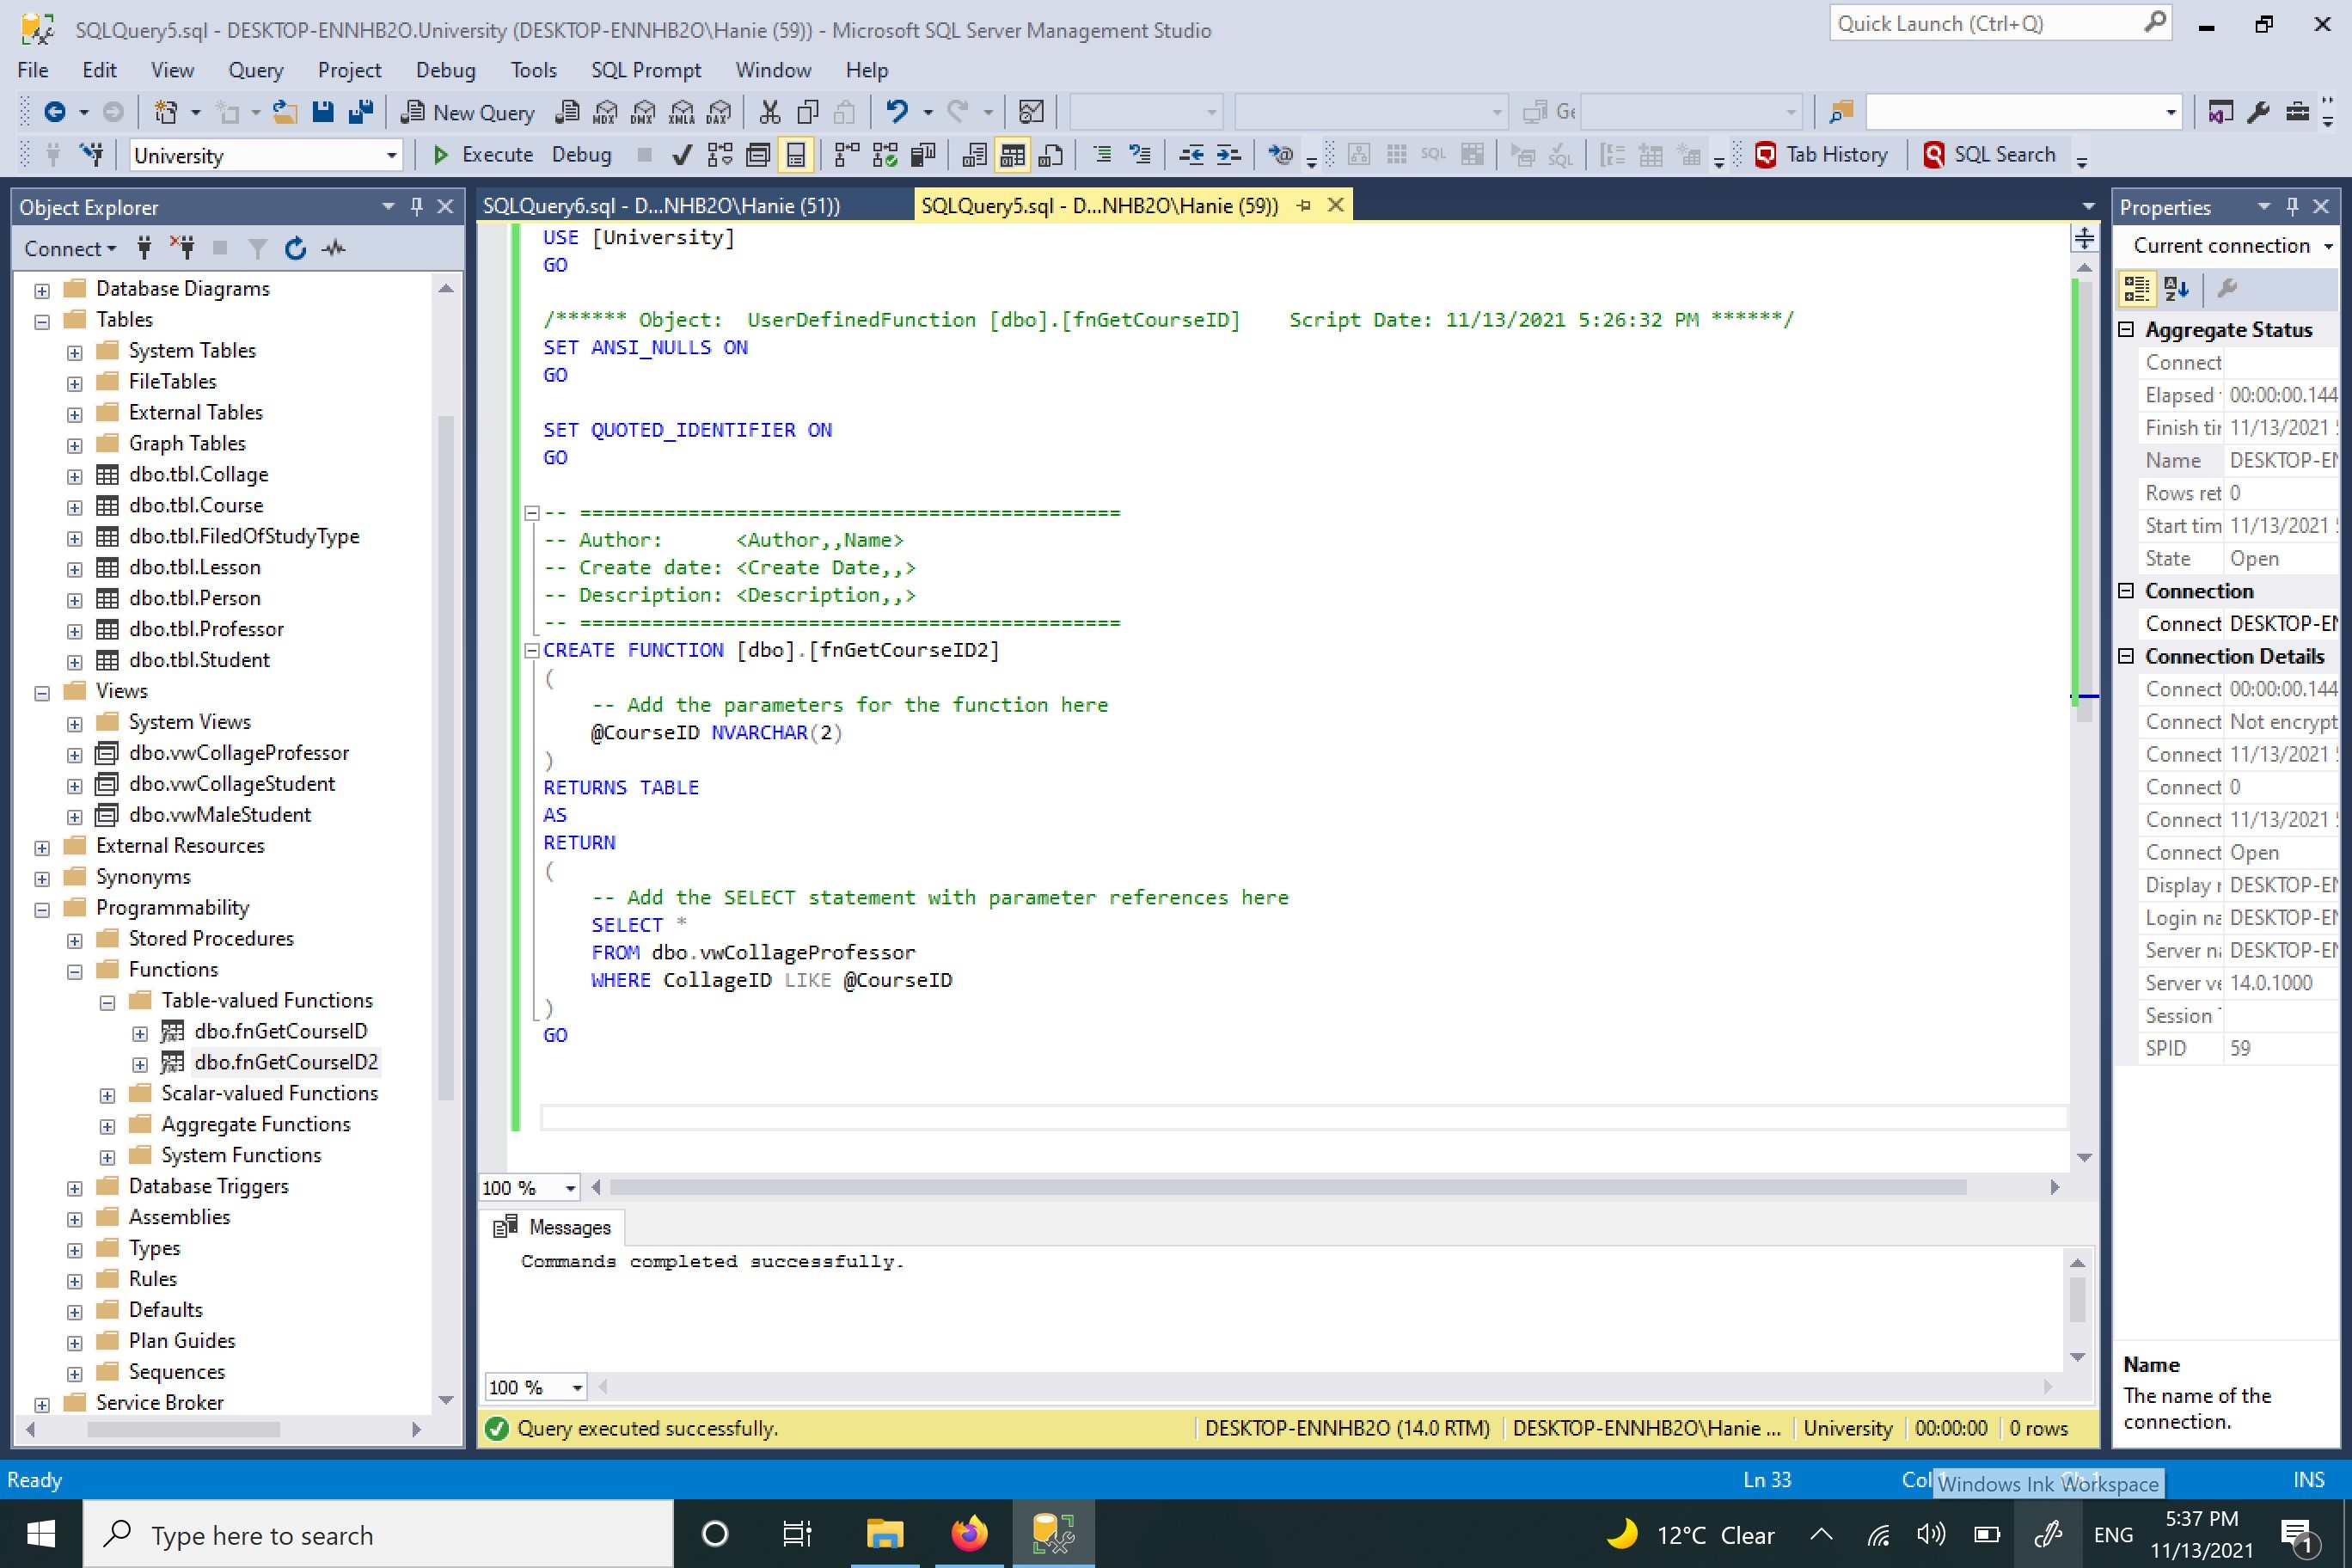 SQLQuery5.sql - DESKTOP-ENNHB2O.University (DESKTOP-ENNHB2O\Hanie (59)) - Microsoft SQL Server Management Studio
Quick Launch (Ctrl+Q)
File Edit View Query Project Debug Tools SQL Prompt Window Help
New Query MDX DMX XMLA DAX
University Execute Debug SQL SQL Tab History SQL Search
Object Explorer
Connect
Database Diagrams
Tables
System Tables
FileTables
External Tables
Graph Tables
dbo.tbl.Collage
dbo.tbl.Course
dbo.tbl.FiledOfStudyType
dbo.tbl.Lesson
dbo.tbl.Person
dbo.tbl.Professor
dbo.tbl.Student
Views
System Views
dbo.vwCollageProfessor
dbo.vwCollageStudent
dbo.vwMaleStudent
External Resources
Synonyms
Programmability
Stored Procedures
Functions
Table-valued Functions
dbo.fnGetCourseID
dbo.fnGetCourseID2
Scalar-valued Functions
Aggregate Functions
System Functions
Database Triggers
Assemblies
Types
Rules
Defaults
Plan Guides
Sequences
Service Broker
SQLQuery6.sql - D...NHB2O\Hanie (51))
SQLQuery5.sql - D...NHB2O\Hanie (59))
USE [University]
GO
/****** Object:  UserDefinedFunction [dbo].[fnGetCourseID]    Script Date: 11/13/2021 5:26:32 PM ******/
SET ANSI_NULLS ON
GO
SET QUOTED_IDENTIFIER ON
GO
-- =============================================
-- Author:      <Author,,Name>
-- Create date: <Create Date,,>
-- Description: <Description,,>
-- =============================================
CREATE FUNCTION [dbo].[fnGetCourseID2]
(
-- Add the parameters for the function here
@CourseID NVARCHAR(2)
)
RETURNS TABLE
AS
RETURN
(
-- Add the SELECT statement with parameter references here
SELECT *
FROM dbo.vwCollageProfessor
WHERE CollageID LIKE @CourseID
)
GO
100 %
Messages
Commands completed successfully.
100 %
Query executed successfully. DESKTOP-ENNHB2O (14.0 RTM) DESKTOP-ENNHB2O\Hanie ... University 00:00:00 0 rows
Properties
Current connection
Aggregate Status
Connect
Elapsed 00:00:00.144
Finish tir 11/13/2021
Name DESKTOP-EN
Rows ret 0
Start tim 11/13/2021
State Open
Connection
Connect DESKTOP-EN
Connection Details
Connect 00:00:00.144
Connect Not encrypt
Connect 11/13/2021
Connect 0
Connect 11/13/2021
Connect Open
Display r DESKTOP-EN
Login na DESKTOP-EN
Server na DESKTOP-EN
Server ve 14.0.1000
Session
SPID 59
Name
The name of the
connection.
Ready Ln 33 Col 1 INS
Windows Ink Workspace
Type here to search
12°C Clear ENG
5:37 PM
11/13/2021
1